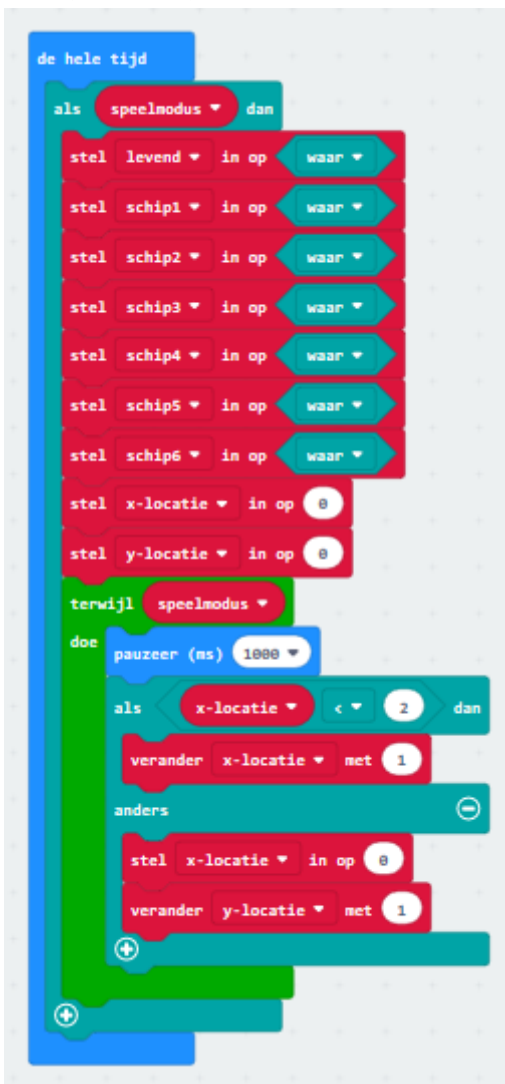 de hele tijd
als speelmodus dan
stel levend in op waar
stel schip1 in op waar
stel schip2 in op waar
stel schip3 in op waar
stel schip4 in op waar
stel schip5 in op waar
stel schip6 in op waar
stel x-locatie in op 0
stel y-locatie in op 0
terwijl speelmodus
doe pauzeer (ms) 1000
als x-locatie < 2 dan
verander x-locatie met 1
anders
stel x-locatie in op 0
verander y-locatie met 1